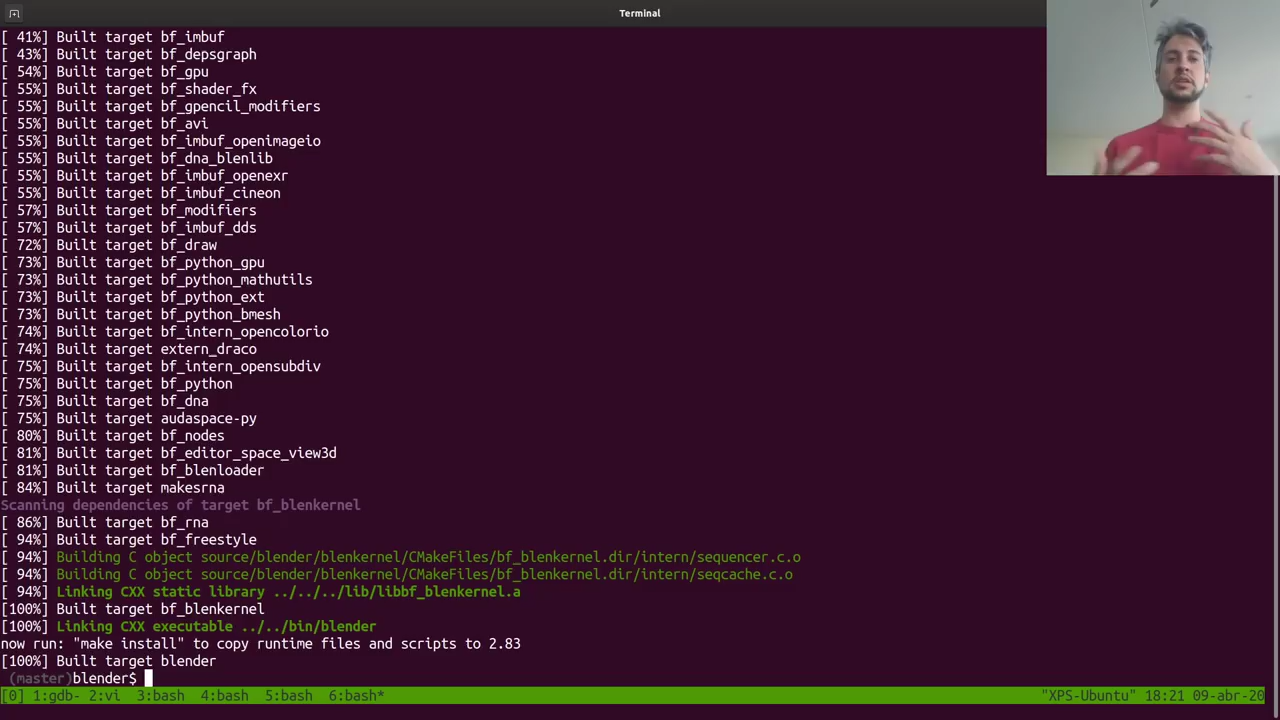 Terminal
[ 41%] Built target bf_imbuf
[ 43%] Built target bf_depsgraph
[ 54%] Built target bf_gpu
[ 55%] Built target bf_shader_fx
[ 55%] Built target bf_gpencil_modifiers
[ 55%] Built target bf_avi
[ 55%] Built target bf_imbuf_openimageio
[ 55%] Built target bf_dna_blenlib
[ 55%] Built target bf_imbuf_openexr
[ 55%] Built target bf_imbuf_cineon
[ 57%] Built target bf_modifiers
[ 57%] Built target bf_imbuf_dds
[ 72%] Built target bf_draw
[ 73%] Built target bf_python_gpu
[ 73%] Built target bf_python_mathutils
[ 73%] Built target bf_python_ext
[ 73%] Built target bf_python_bmesh
[ 74%] Built target bf_intern_opencolorio
[ 74%] Built target extern_draco
[ 75%] Built target bf_intern_opensubdiv
[ 75%] Built target bf_python
[ 75%] Built target bf_dna
[ 75%] Built target audaspace-py
[ 80%] Built target bf_nodes
[ 81%] Built target bf_editor_space_view3d
[ 81%] Built target bf_blenloader
[ 84%] Built target makesrna
Scanning dependencies of target bf_blenkernel
[ 86%] Built target bf_rna
[ 94%] Built target bf_freestyle
[ 94%] Building C object source/blender/blenkernel/CMakeFiles/bf_blenkernel.dir/intern/sequencer.c.o
[ 94%] Building C object source/blender/blenkernel/CMakeFiles/bf_blenkernel.dir/intern/seqcache.c.o
[ 94%] Linking CXX static library ../../../lib/libbf_blenkernel.a
[100%] Built target bf_blenkernel
[100%] Linking CXX executable ../../bin/blender
now run: "make install" to copy runtime files and scripts to 2.83
[100%] Built target blender
(master)blender$
[0] 1:gdb- 2:vi 3:bash 4:bash 5:bash 6:bash* "XPS-Ubuntu" 18:21 09-abr-20